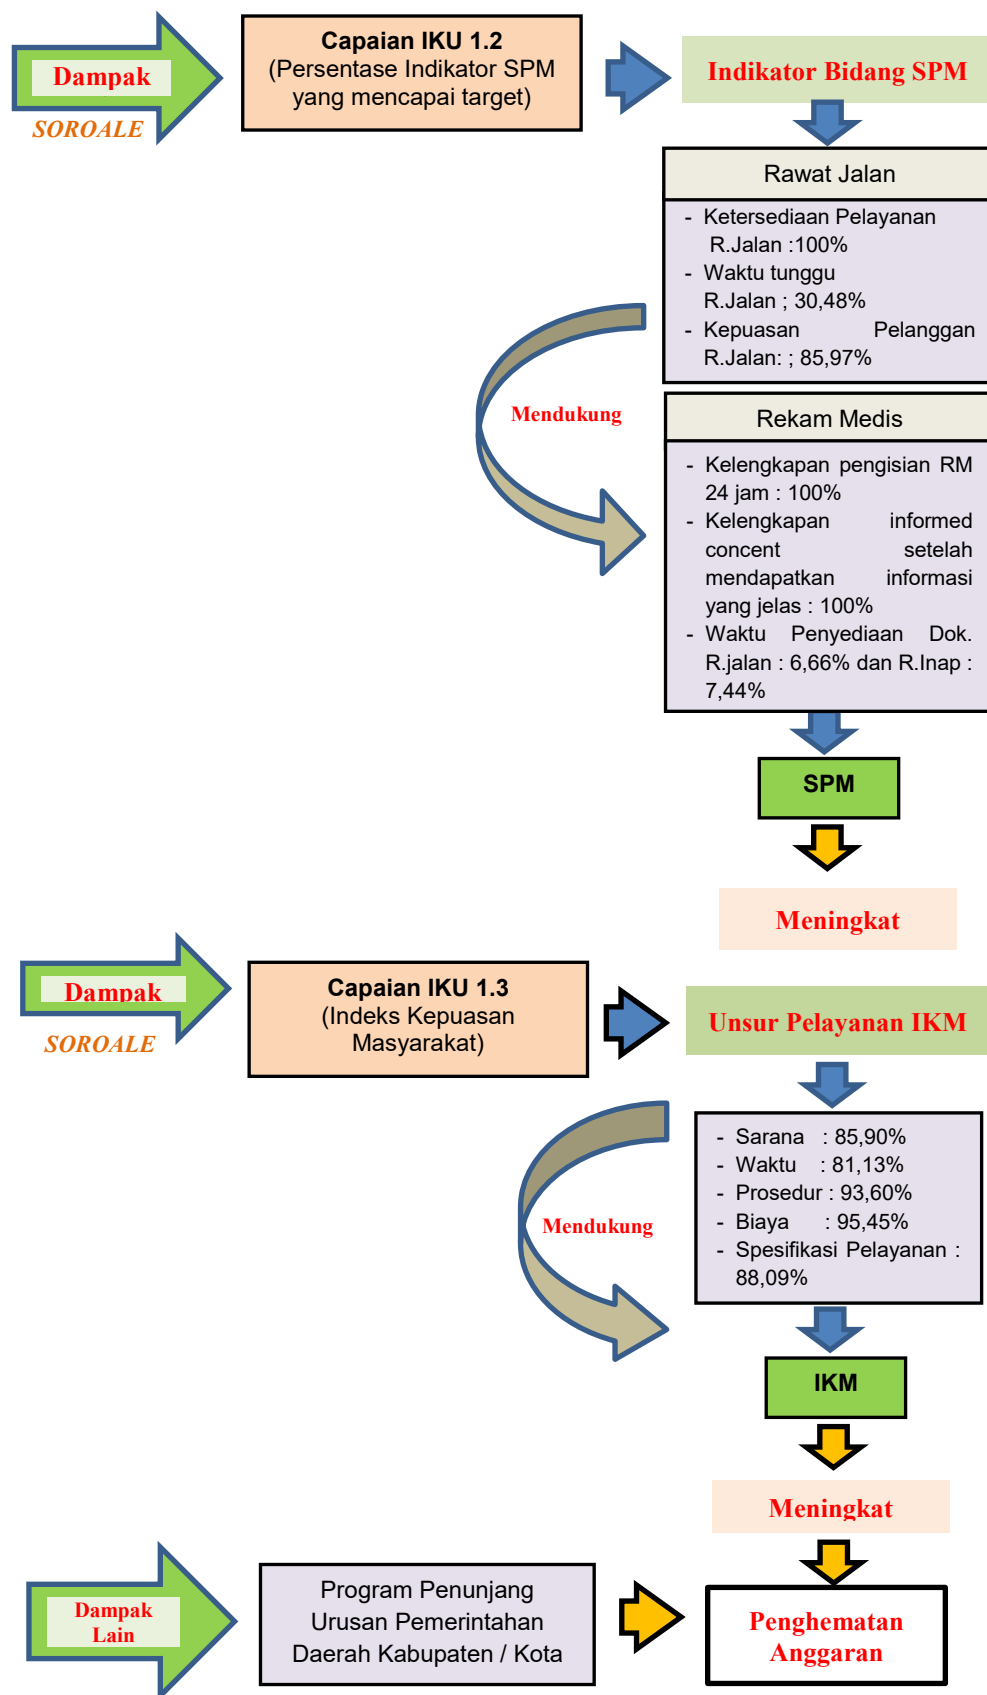 Dampak
SOROALE
Capaian IKU 1.2
(Persentase Indikator SPM
yang mencapai target)
Indikator Bidang SPM
Rawat Jalan
- Ketersediaan Pelayanan
R.Jalan :100%
- Waktu tunggu
R.Jalan ; 30,48%
- Kepuasan Pelanggan
R.Jalan: ; 85,97%
Mendukung
Rekam Medis
- Kelengkapan pengisian RM
24 jam : 100%
- Kelengkapan informed
concent setelah
mendapatkan informasi
yang jelas : 100%
- Waktu Penyediaan Dok.
R.jalan : 6,66% dan R.Inap :
7,44%
SPM
Meningkat
Dampak
SOROALE
Capaian IKU 1.3
(Indeks Kepuasan
Masyarakat)
Unsur Pelayanan IKM
- Sarana : 85,90%
- Waktu : 81,13%
- Prosedur : 93,60%
- Biaya : 95,45%
- Spesifikasi Pelayanan :
88,09%
Mendukung
IKM
Meningkat
Dampak
Lain
Program Penunjang
Urusan Pemerintahan
Daerah Kabupaten / Kota
Penghematan
Anggaran